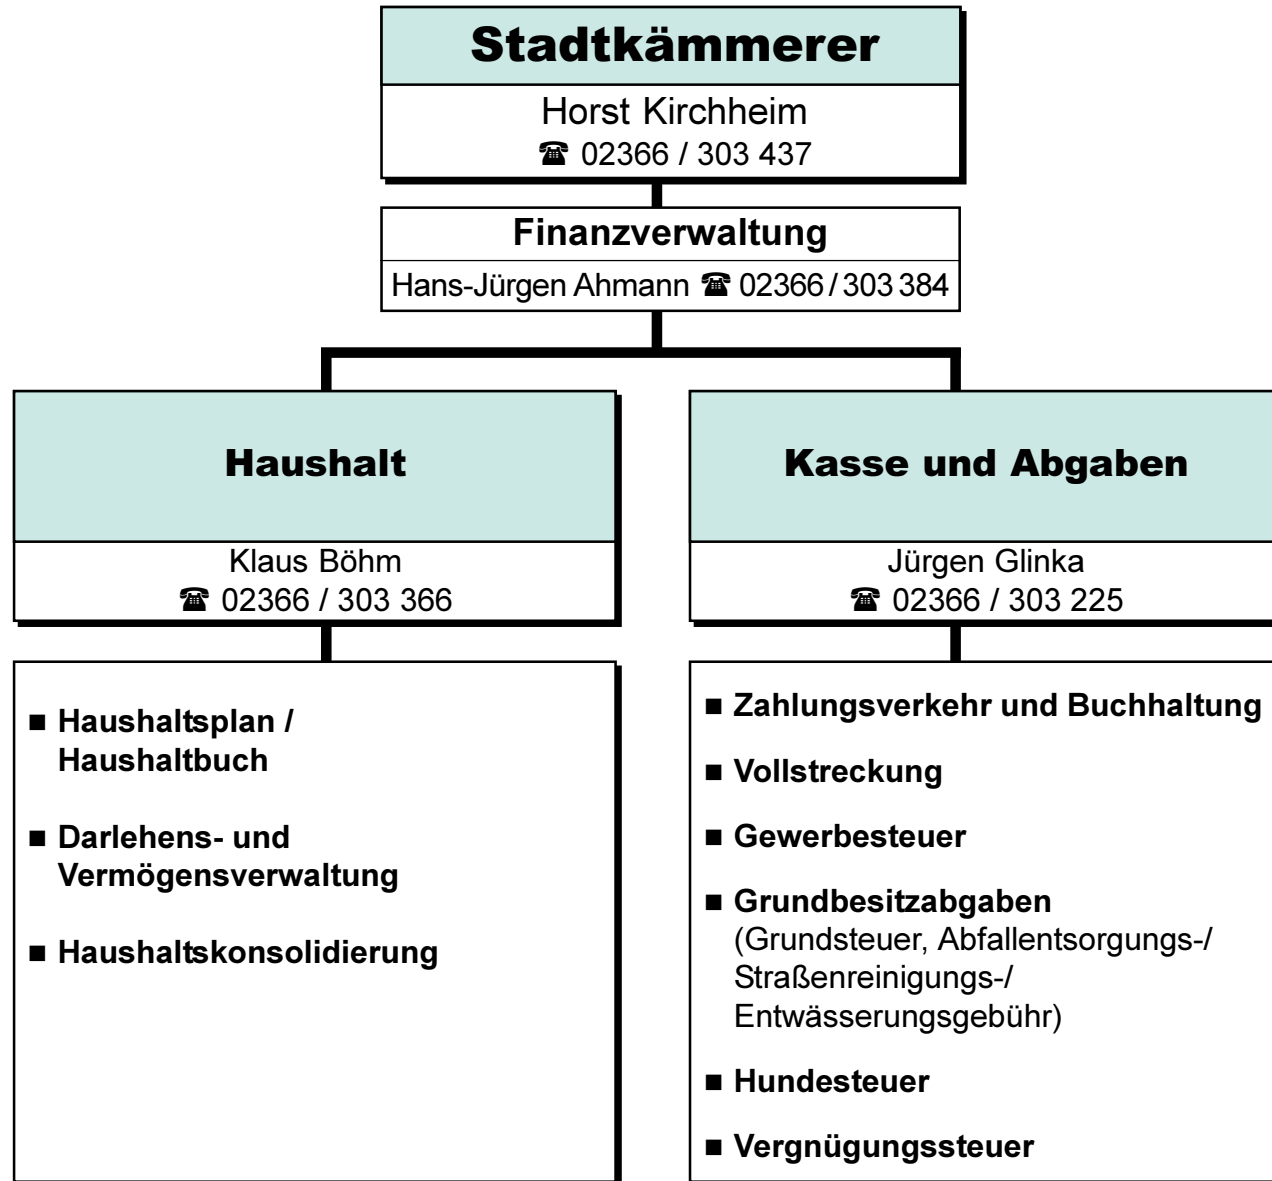 Stadtkämmerer
Horst Kirchheim
☎ 02366 / 303 437
Finanzverwaltung
Hans-Jürgen Ahmann ☎ 02366 / 303 384
Haushalt
Klaus Böhm
☎ 02366 / 303 366
■ Haushaltsplan /
Haushaltbuch
■ Darlehens- und
Vermögensverwaltung
■ Haushaltskonsolidierung
Kasse und Abgaben
Jürgen Glinka
☎ 02366 / 303 225
■ Zahlungsverkehr und Buchhaltung
■ Vollstreckung
■ Gewerbesteuer
■ Grundbesitzabgaben
(Grundsteuer, Abfallentsorgungs-/
Straßenreinigungs-/
Entwässerungsgebühr)
■ Hundesteuer
■ Vergnügungssteuer